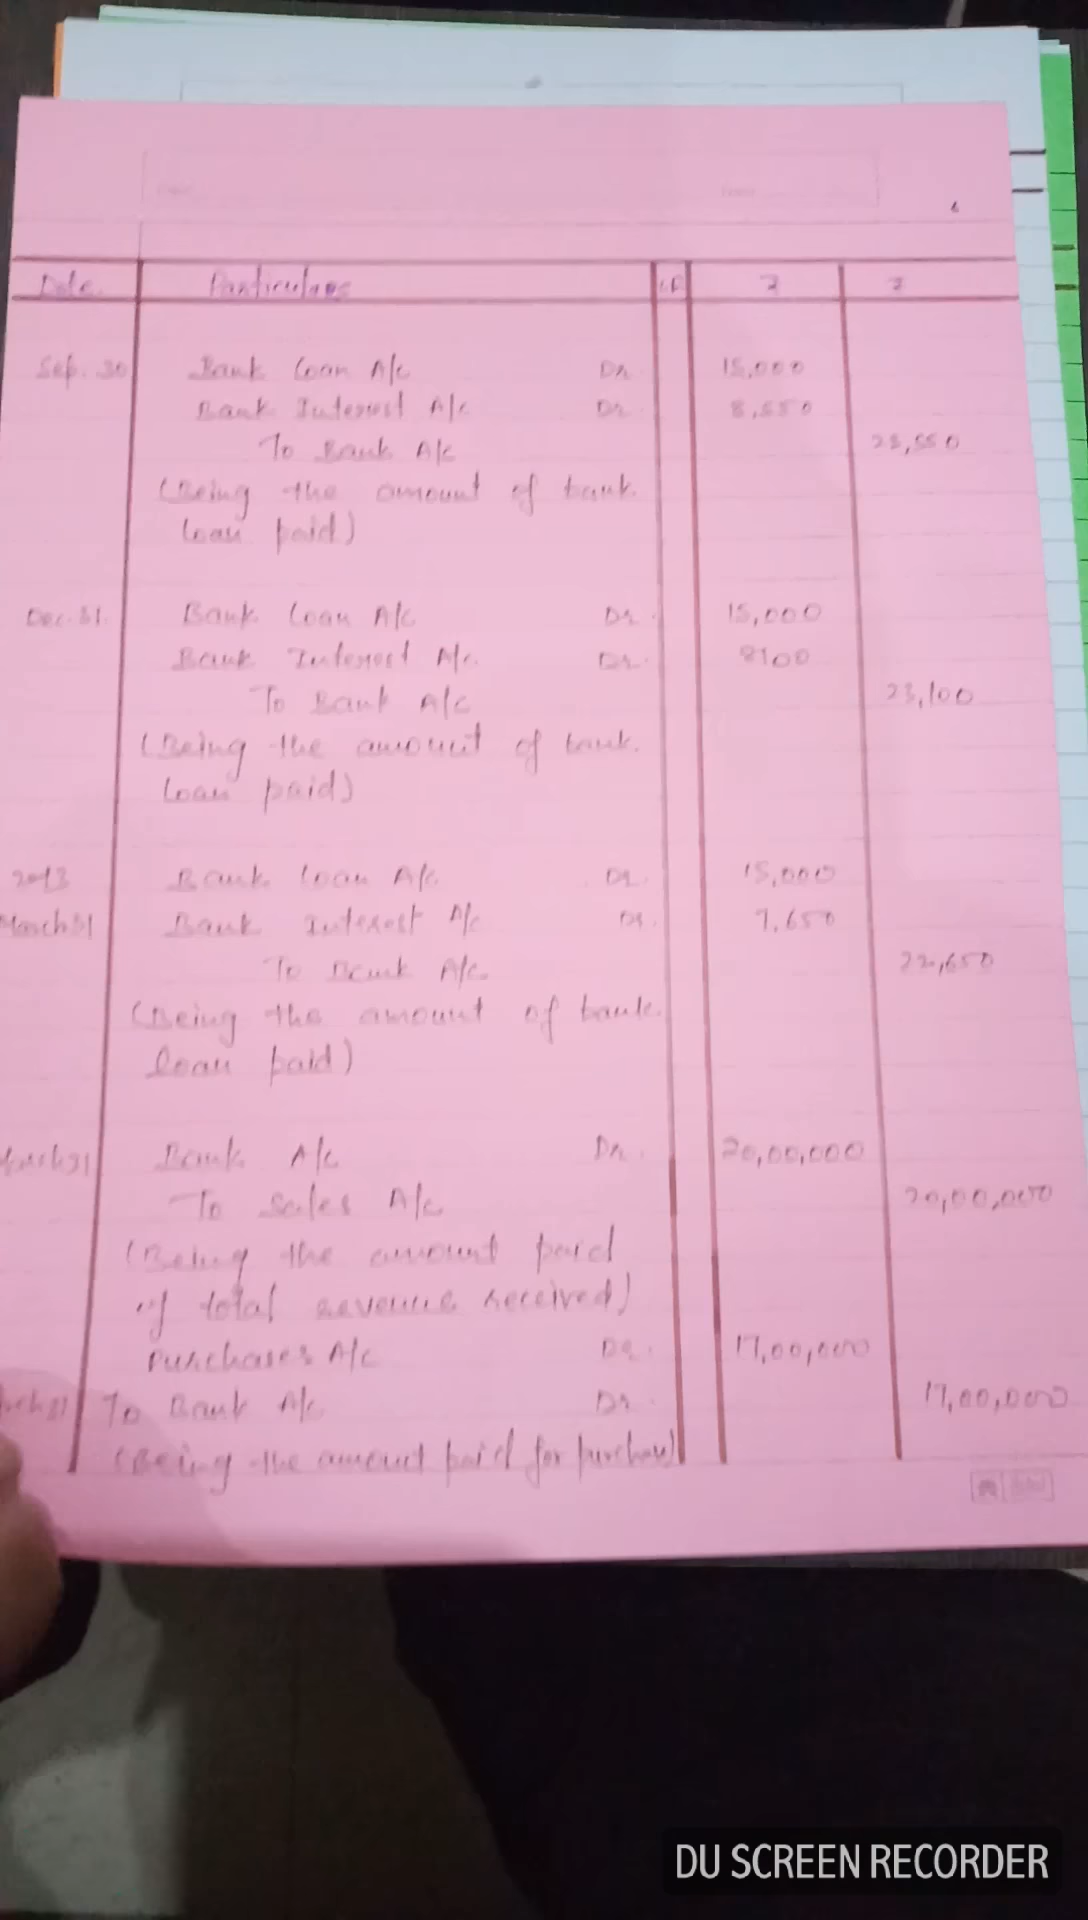 6
Date. Particulars LF ₹ ₹
Sep. 30 Bank Loan A/c Dr. 15,000
Bank Interest A/c Dr. 8,550
To Bank A/c 23,550
(Being the amount of bank
loan paid)
Dec. 31. Bank Loan A/c Dr. 15,000
Bank Interest A/c. Dr. 8100
To Bank A/c 23,100
(Being the amount of bank.
loan paid)
2013 Bank Loan A/c Dr. 15,000
March 31 Bank Interest A/c Dr. 7,650
To Bank A/c. 22,650
(Being the amount of bank.
loan paid)
March 31 Bank A/c Dr. 20,00,000
To Sales A/c 20,00,000
(Being the amount paid
of total revenue received)
Purchases A/c Dr. 17,00,000
To Bank A/c Dr. 17,00,000
(Being the amount paid for purchase)
DU SCREEN RECORDER